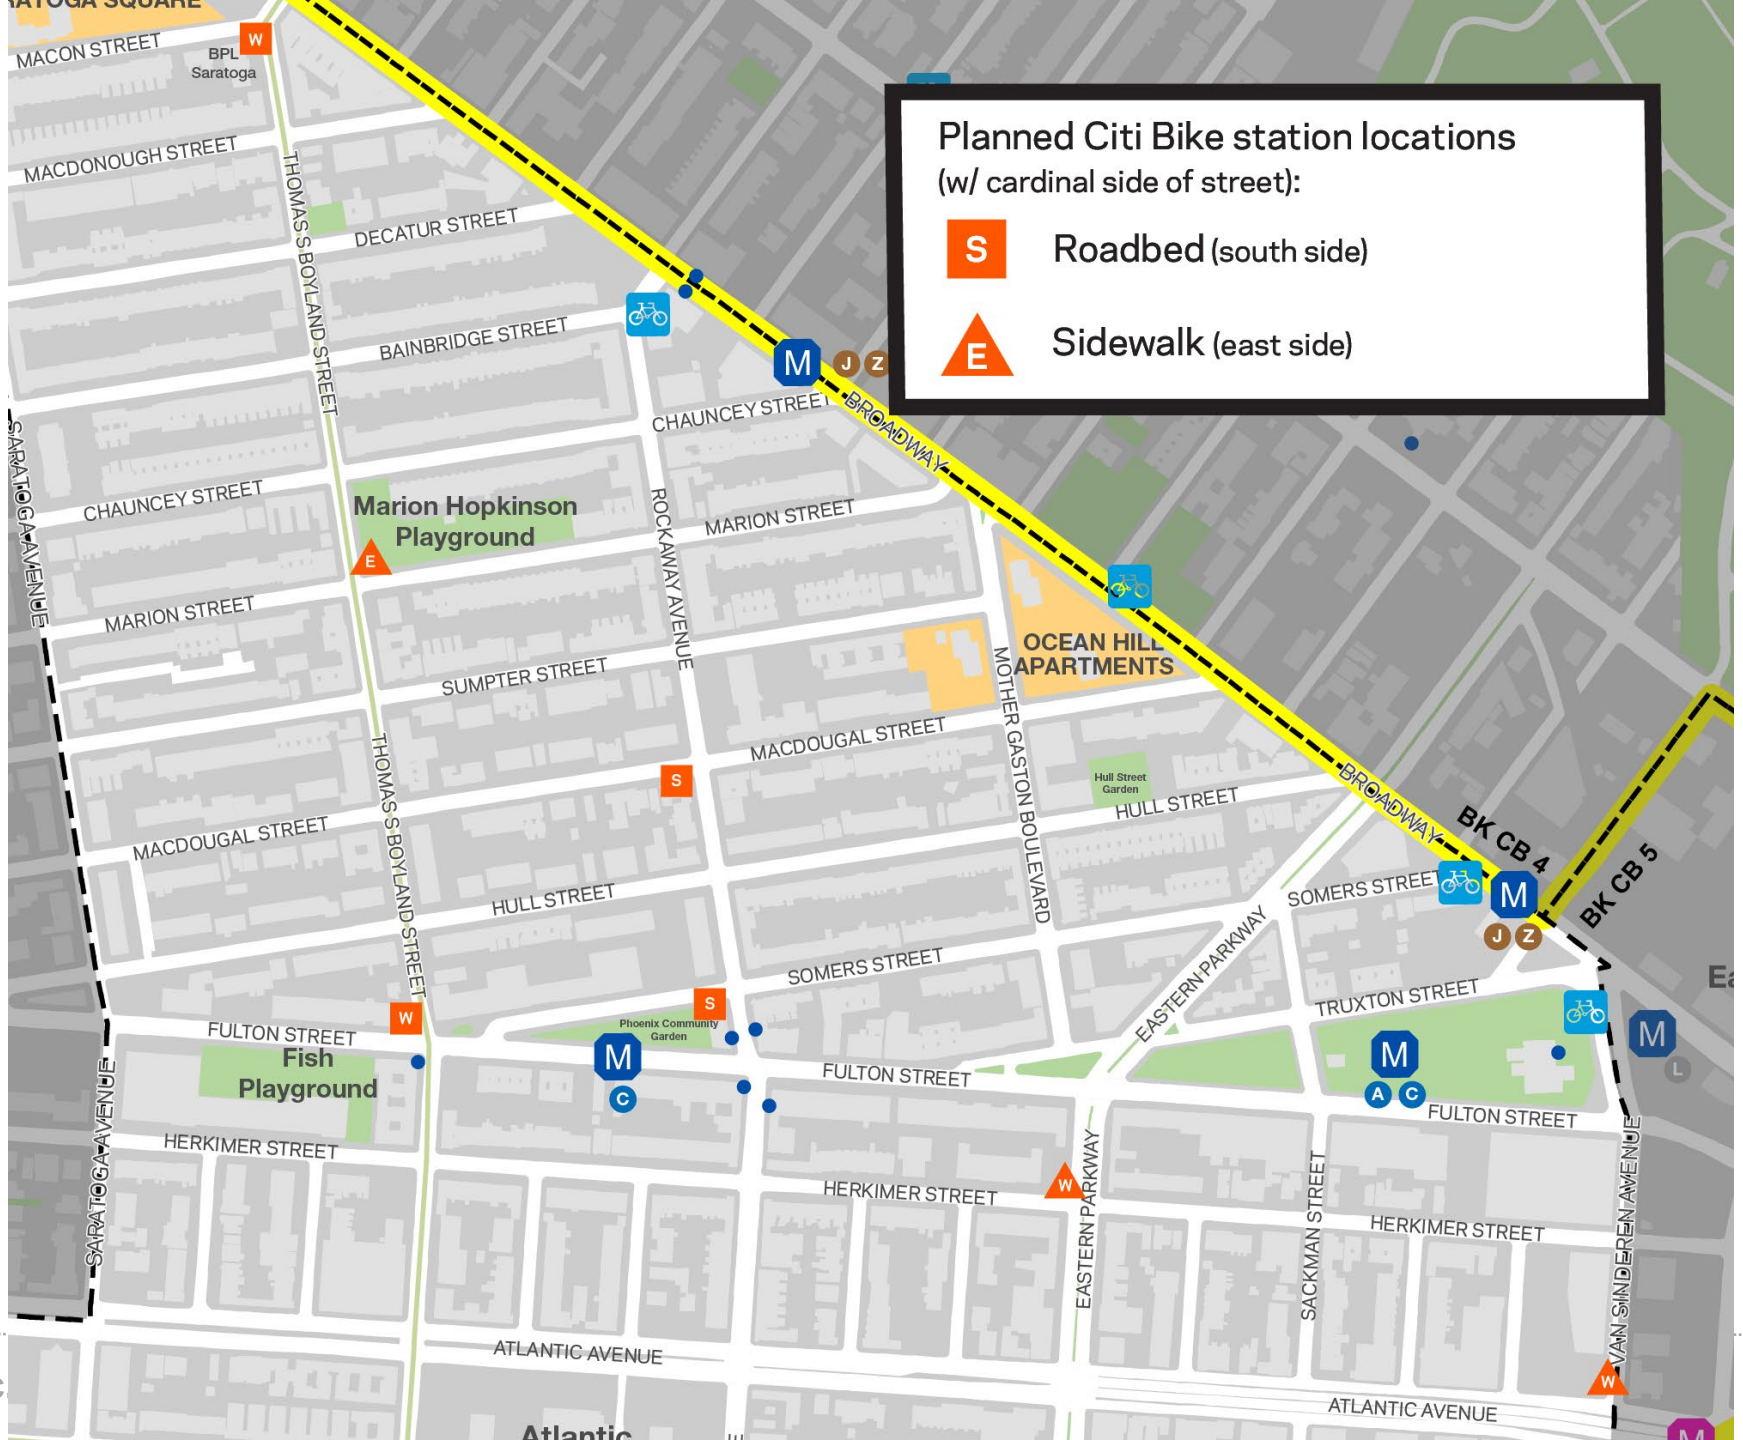 RATOGA SQUARE
MACON STREET
W
BPL
Saratoga
MACDONOUGH STREET
THOMAS S BOYLAND STREET
DECATUR STREET
BAINBRIDGE STREET
Planned Citi Bike station locations
(w/ cardinal side of street):
S
Roadbed (south side)
E
Sidewalk (east side)
M
J
Z
CHAUNCEY STREET
BROADWAY
SARATOGA AVENUE
CHAUNCEY STREET
Marion Hopkinson
Playground
E
ROCKAWAY AVENUE
MARION STREET
MARION STREET
SUMPTER STREET
OCEAN HILL
APARTMENTS
MOTHER GASTON BOULEVARD
MACDOUGAL STREET
S
Hull Street
Garden
HULL STREET
BROADWAY
BK CB 4
BK CB 5
THOMAS S BOYLAND STREET
MACDOUGAL STREET
HULL STREET
SOMERS STREET
M
J
Z
EASTERN PARKWAY
SOMERS STREET
TRUXTON STREET
Ea
S
W
Phoenix Community
Garden
FULTON STREET
Fish
Playground
M
C
FULTON STREET
M
A
C
M
L
FULTON STREET
SARATOGA AVENUE
HERKIMER STREET
HERKIMER STREET
W
EASTERN PARKWAY
SACKMAN STREET
HERKIMER STREET
VAN SINDEREN AVENUE
ATLANTIC AVENUE
W
ATLANTIC AVENUE
Atlantic
M